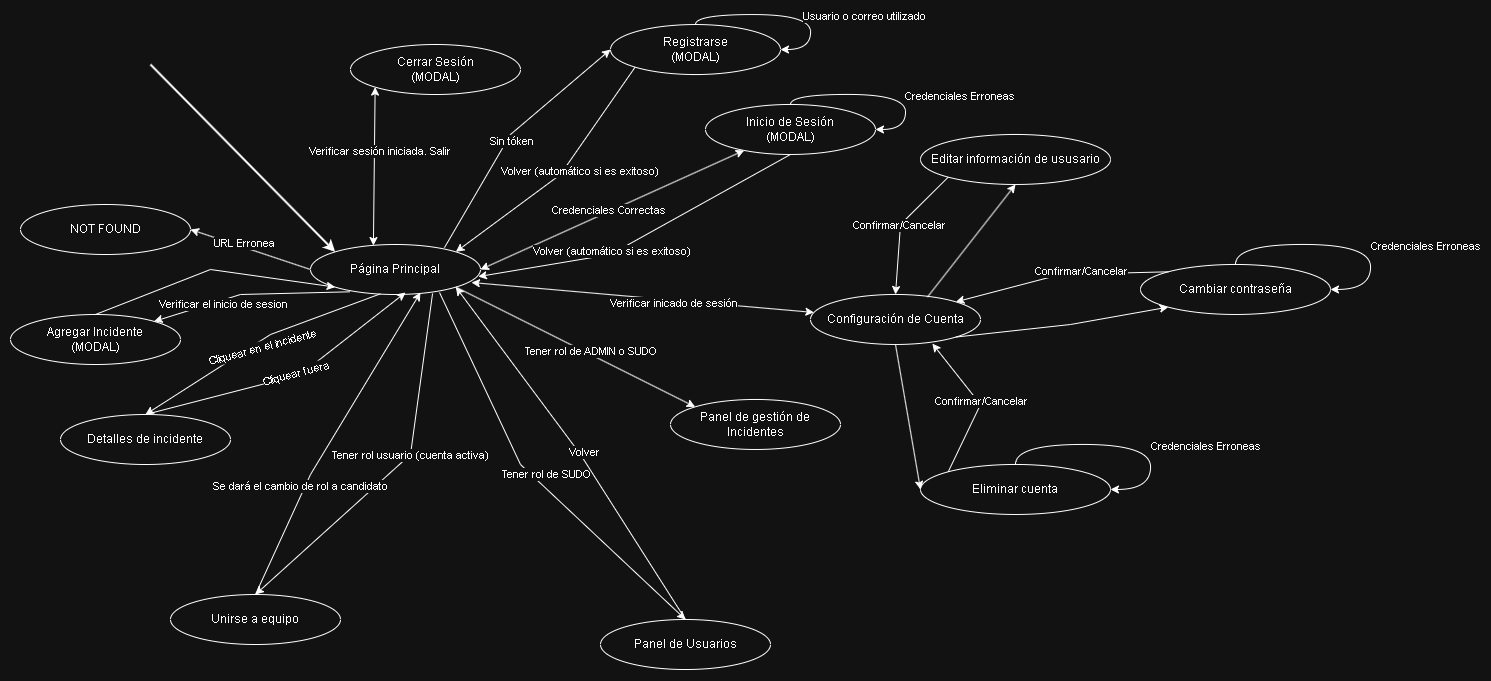 Usuario o correo utilizado
Registrarse
(MODAL)
Cerrar Sesión
(MODAL)
Credenciales Erroneas
Inicio de Sesión
(MODAL)
Sin tóken
Verificar sesión iniciada. Salir
Editar información de ususario
Volver (automático si es exitoso)
Credenciales Correctas
Confirmar/Cancelar
NOT FOUND
URL Erronea
Volver (automático si es exitoso)
Credenciales Erroneas
Página Principal
Confirmar/Cancelar
Cambiar contraseña
Verificar el inicio de sesion
Verificar inicado de sesión
Configuración de Cuenta
Agregar Incidente
(MODAL)
Cliquear en el incidente
Tener rol de ADMIN o SUDO
Cliquear fuera
Confirmar/Cancelar
Panel de gestión de
Incidentes
Detalles de incidente
Credenciales Erroneas
Volver
Tener rol usuario (cuenta activa)
Tener rol de SUDO
Se dará el cambio de rol a candidato
Eliminar cuenta
Unirse a equipo
Panel de Usuarios